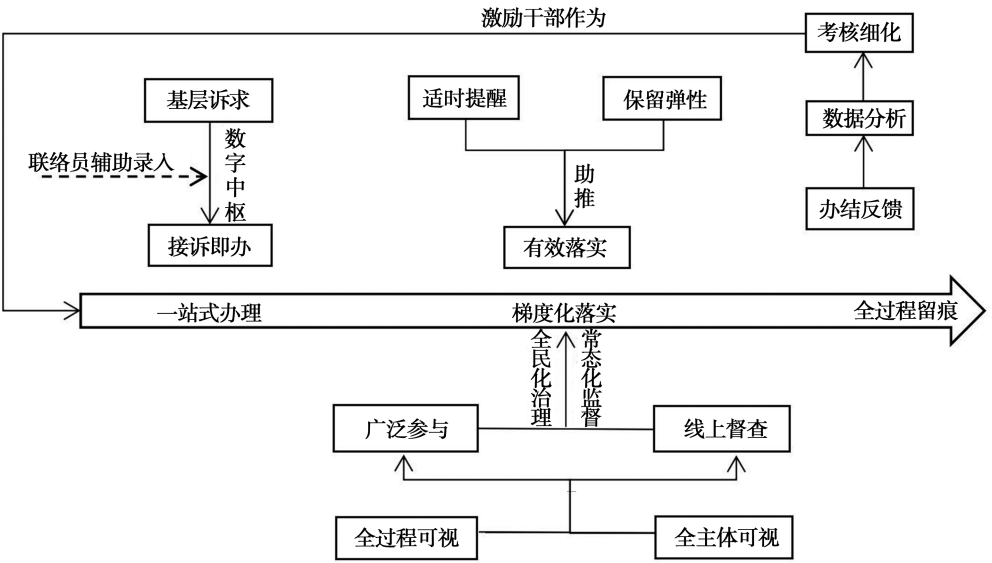 激励干部作为
考核细化
基层诉求
适时提醒
保留弹性
数据分析
数字中枢
联络员辅助录入
助推
办结反馈
接诉即办
有效落实
一站式办理
梯度化落实
全过程留痕
全民化治理
常态化监督
广泛参与
线上督查
全过程可视
全主体可视